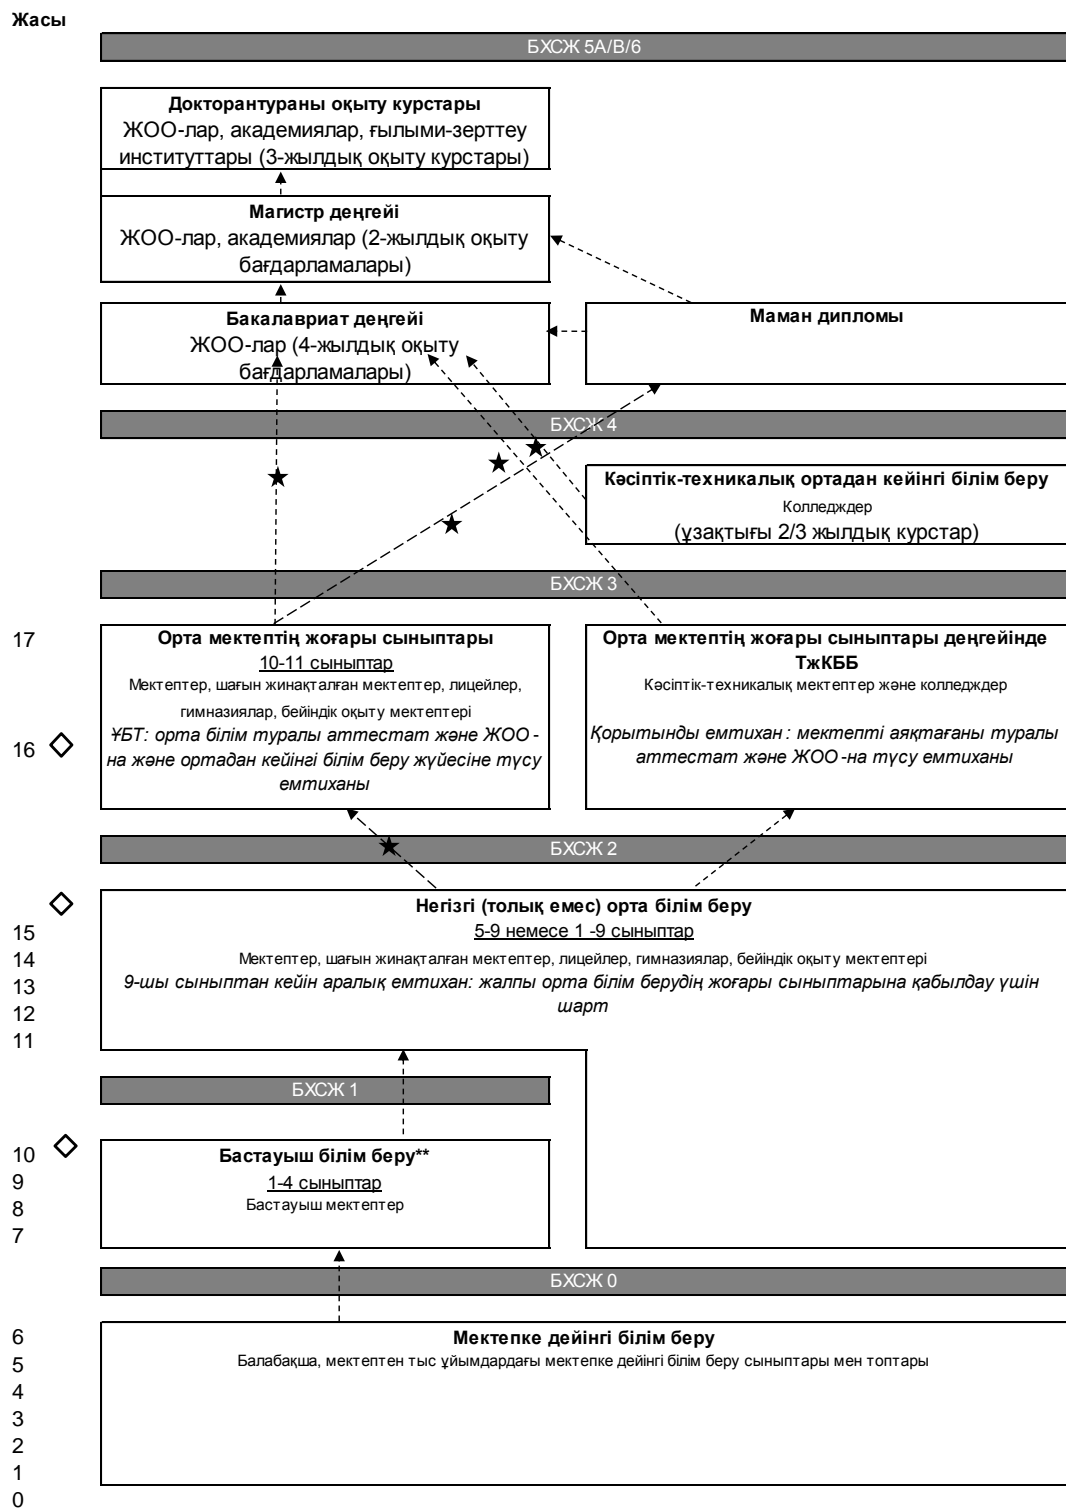 Жасы
БХСЖ 5А/В/6
Докторантураны оқыту курстары
ЖОО-лар, академиялар, ғылыми-зерттеу
институттары (3-жылдық оқыту курстары)
Магистр деңгейі
ЖОО-лар, академиялар (2-жылдық оқыту
бағдарламалары)
Бакалавриат деңгейі
ЖОО-лар (4-жылдық оқыту
бағдарламалары)
Маман дипломы
БХСЖ 4
Кәсіптік-техникалық ортадан кейінгі білім беру
Колледждер
(ұзақтығы 2/3 жылдық курстар)
БХСЖ 3
17
Орта мектептің жоғары сыныптары
10-11 сыныптар
Мектептер, шағын жинақталған мектептер, лицейлер,
гимназиялар, бейіндік оқыту мектептері
ҰБТ: орта білім туралы аттестат және ЖОО -
на және ортадан кейінгі білім беру жүйесіне түсу
емтиханы
Орта мектептің жоғары сыныптары деңгейінде
ТжКББ
Кәсіптік-техникалық мектептер және колледждер
Қорытынды емтихан : мектепті аяқтағаны туралы
аттестат және ЖОО -на түсу емтиханы
16
БХСЖ 2
Негізгі (толық емес) орта білім беру
5-9 немесе 1 -9 сыныптар
Мектептер, шағын жинақталған мектептер, лицейлер, гимназиялар, бейіндік оқыту мектептері
9-шы сыныптан кейін аралық емтихан: жалпы орта білім берудің жоғары сыныптарына қабылдау үшін
шарт
15
14
13
12
11
БХСЖ 1
10
9
8
7
Бастауыш білім беру**
1-4 сыныптар
Бастауыш мектептер
БХСЖ 0
Мектепке дейінгі білім беру
Балабақша, мектептен тыс ұйымдардағы мектепке дейінгі білім беру сыныптары мен топтары
6
5
4
3
2
1
0